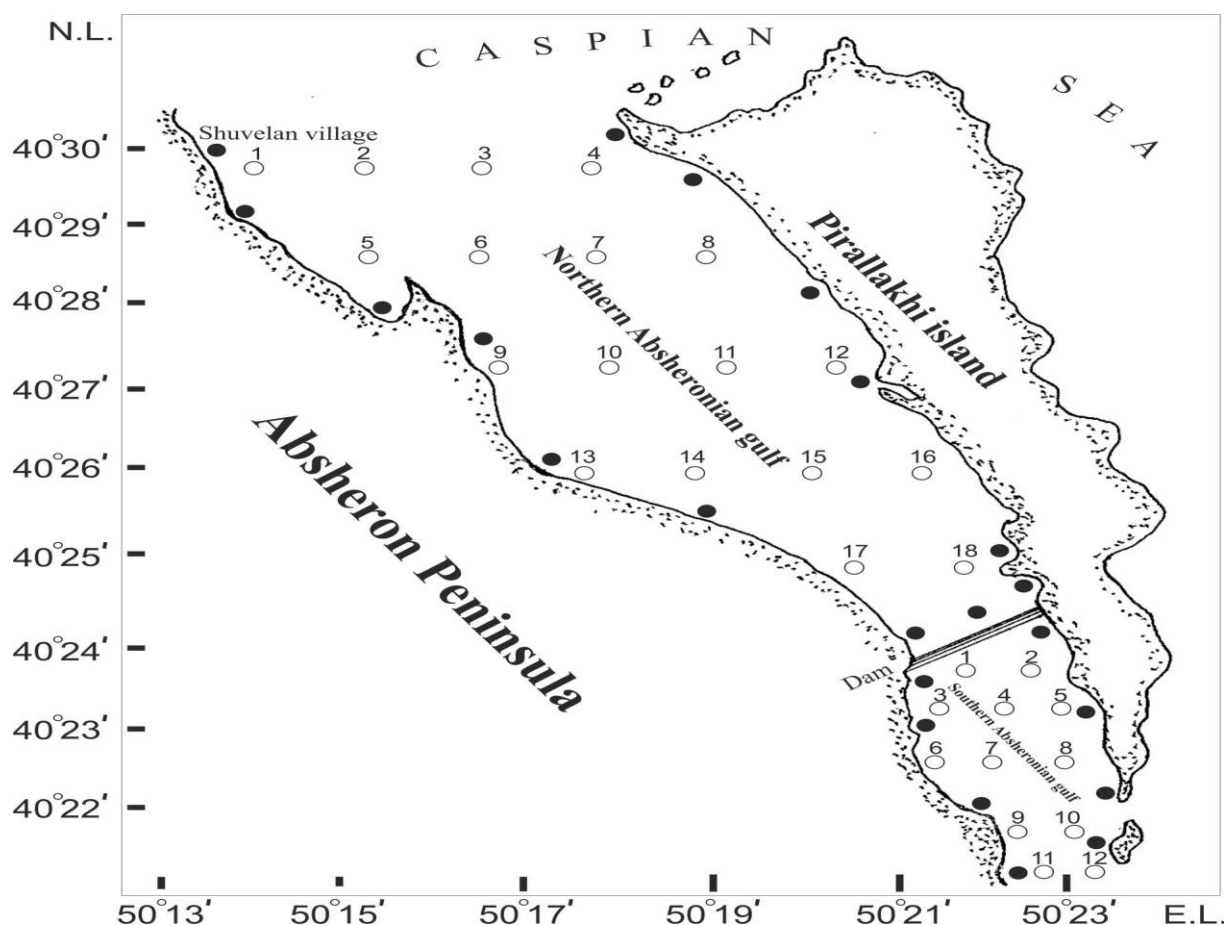 N.L.
CASPIAN
SEA
40°30'
Shuvelan village
1 2 3 4
40°29'
5 6 7 8
Pirallakhi island
Northern Absheronian gulf
40°28'
9 10 11 12
40°27'
Absheron Peninsula
40°26'
13 14 15 16
40°25'
17 18
40°24'
Dam
1 2
Southern Absheronian gulf
3 4 5
40°23'
6 7 8
40°22'
9 10
11 12
50°13' 50°15' 50°17' 50°19' 50°21' 50°23' E.L.